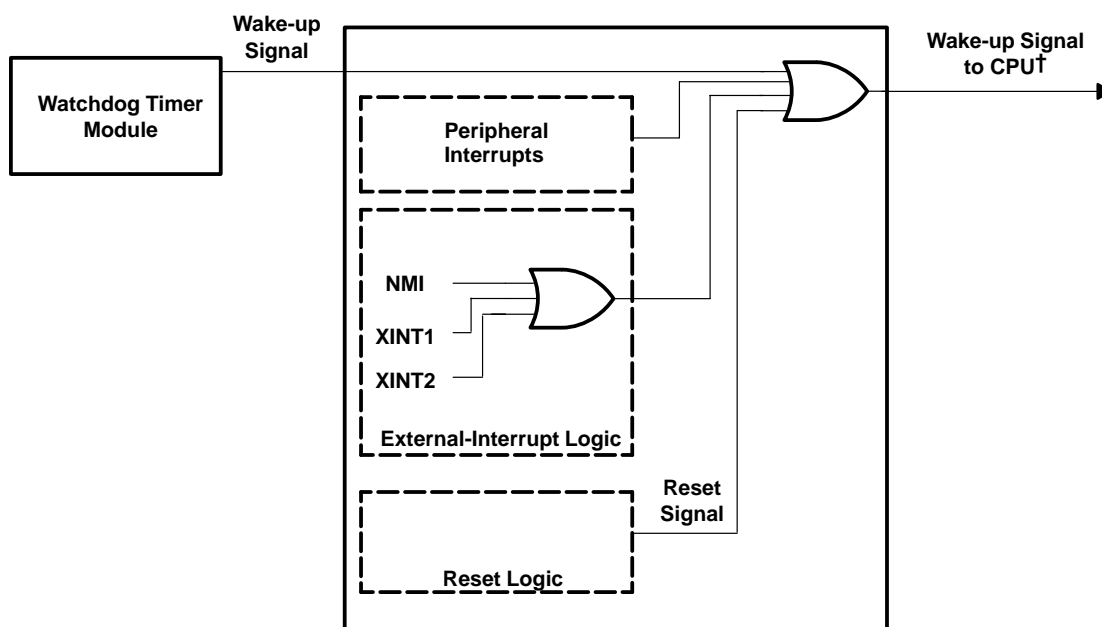 Wake-up
Signal
Wake-up Signal
to CPU†
Watchdog Timer
Module
Peripheral
Interrupts
NMI
XINT1
XINT2
External-Interrupt Logic
Reset
Signal
Reset Logic